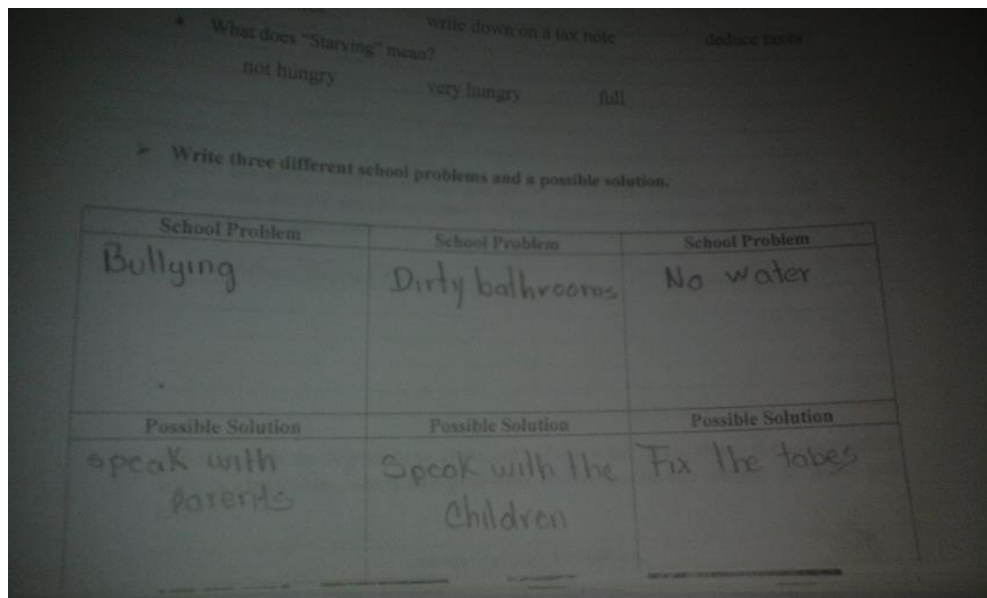 write down on a tax note deduce taxes
What does "Starving" mean?
not hungry very hungry full
➢ Write three different school problems and a possible solution.
School Problem School Problem School Problem
Bullying Dirty bathrooms No water
Possible Solution Possible Solution Possible Solution
speak with Speak with the Fix the tabes
parents Children